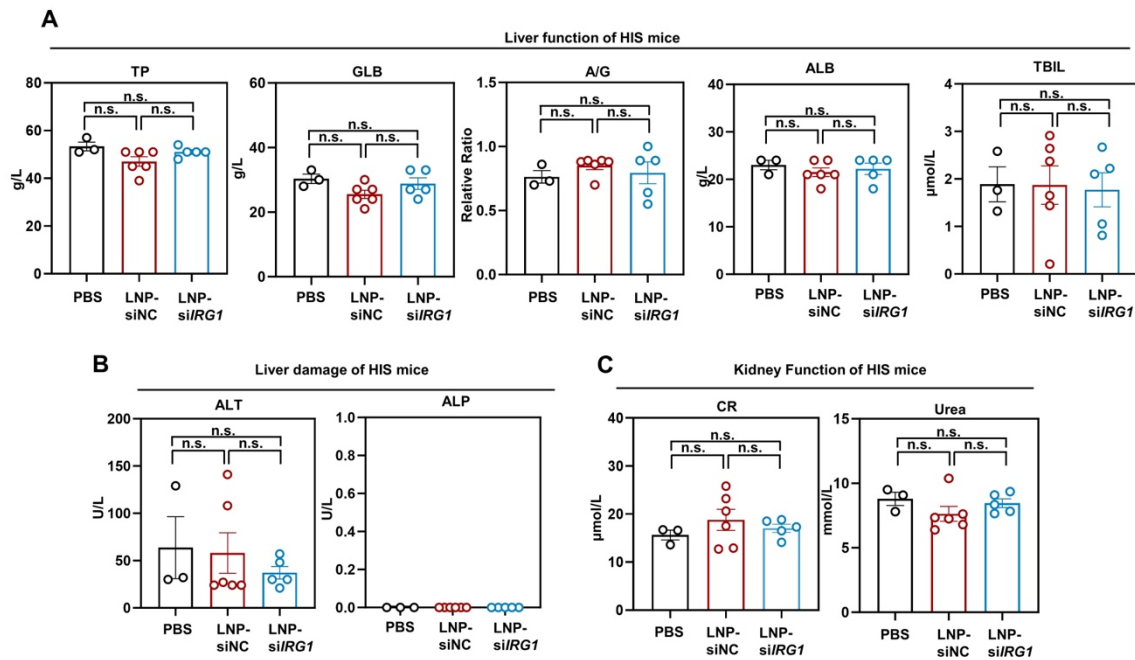 A
Liver function of HIS mice
TP
n.s.
n.s. n.s.
g/L
80
60
40
20
0
PBS LNP-siNC LNP-siIRG1
GLB
n.s.
n.s. n.s.
g/L
60
40
20
0
PBS LNP-siNC LNP-siIRG1
A/G
n.s.
n.s. n.s.
Relative Ratio
1.5
1.0
0.5
0.0
PBS LNP-siNC LNP-siIRG1
ALB
n.s.
n.s. n.s.
g/L
40
20
0
PBS LNP-siNC LNP-siIRG1
TBIL
n.s.
n.s. n.s.
μmol/L
4
3
2
1
0
PBS LNP-siNC LNP-siIRG1
B
Liver damage of HIS mice
ALT
n.s.
n.s. n.s.
U/L
200
150
100
50
0
PBS LNP-siNC LNP-siIRG1
ALP
U/L
1.0
0.8
0.6
0.4
0.2
0.0
PBS LNP-siNC LNP-siIRG1
C
Kidney Function of HIS mice
CR
n.s.
n.s. n.s.
μmol/L
40
30
20
10
0
PBS LNP-siNC LNP-siIRG1
Urea
n.s.
n.s. n.s.
mmol/L
15
10
5
0
PBS LNP-siNC LNP-siIRG1